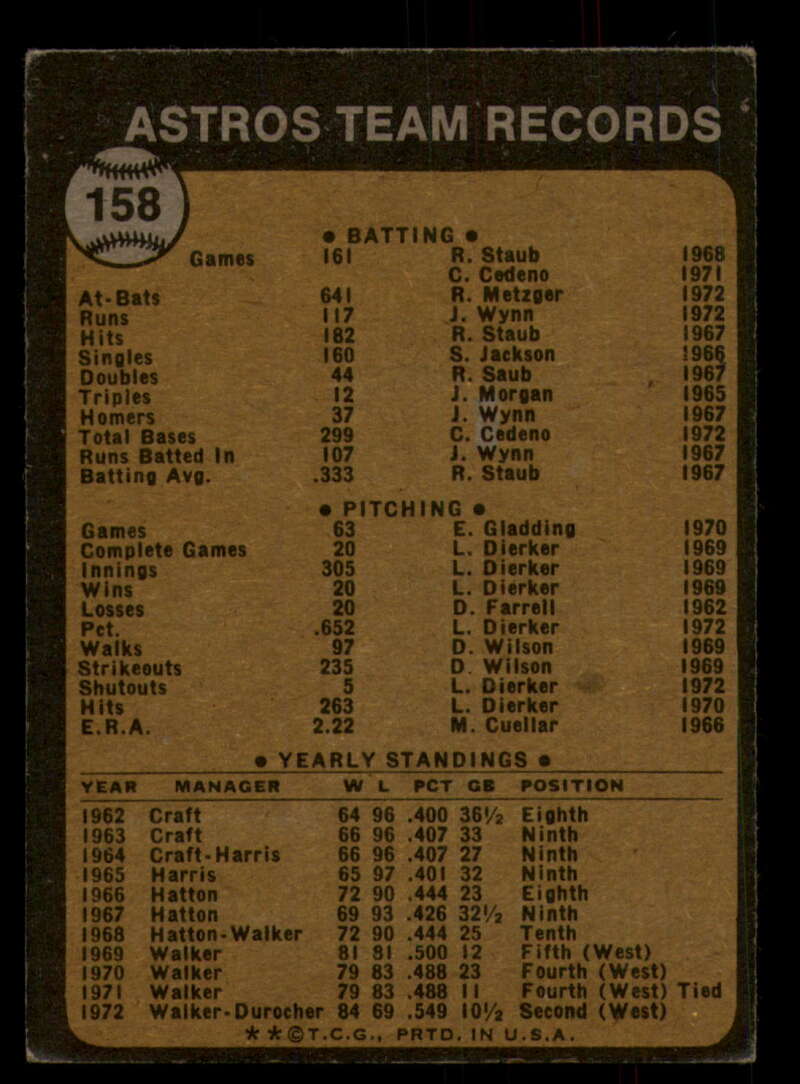 ASTROS TEAM RECORDS
158
• BATTING •
Games 161 R. Staub 1968
C. Cedeno 1971
At-Bats 641 R. Metzger 1972
Runs 117 J. Wynn 1972
Hits 182 R. Staub 1967
Singles 160 S. Jackson 1966
Doubles 44 R. Saub 1967
Triples 12 J. Morgan 1965
Homers 37 J. Wynn 1967
Total Bases 299 C. Cedeno 1972
Runs Batted In 107 J. Wynn 1967
Batting Avg. .333 R. Staub 1967
• PITCHING •
Games 63 E. Gladding 1970
Complete Games 20 L. Dierker 1969
Innings 305 L. Dierker 1969
Wins 20 L. Dierker 1969
Losses 20 D. Farrell 1962
Pct. .652 L. Dierker 1972
Walks 97 D. Wilson 1969
Strikeouts 235 D. Wilson 1969
Shutouts 5 L. Dierker 1972
Hits 263 L. Dierker 1970
E.R.A. 2.22 M. Cuellar 1966
• YEARLY STANDINGS •
YEAR MANAGER W L PCT GB POSITION
1962 Craft 64 96 .400 36½ Eighth
1963 Craft 66 96 .407 33 Ninth
1964 Craft-Harris 66 96 .407 27 Ninth
1965 Harris 65 97 .401 32 Ninth
1966 Hatton 72 90 .444 23 Eighth
1967 Hatton 69 93 .426 32½ Ninth
1968 Hatton-Walker 72 90 .444 25 Tenth
1969 Walker 81 81 .500 12 Fifth (West)
1970 Walker 79 83 .488 23 Fourth (West)
1971 Walker 79 83 .488 11 Fourth (West) Tied
1972 Walker-Durocher 84 69 .549 10½ Second (West)
* * © T.C.G., PRTD. IN U.S.A.